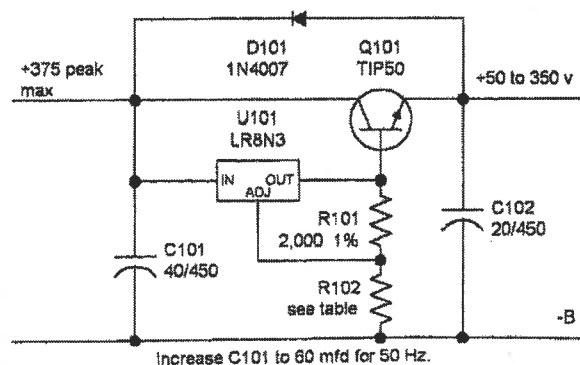 D101
1N4007
Q101
TIP50
+375 peak
max
+50 to 350 v
U101
LR8N3
IN
OUT
ADJ
R101
2,000 1%
C102
20/450
C101
40/450
R102
see table
-B
Increase C101 to 60 mfd for 50 Hz.